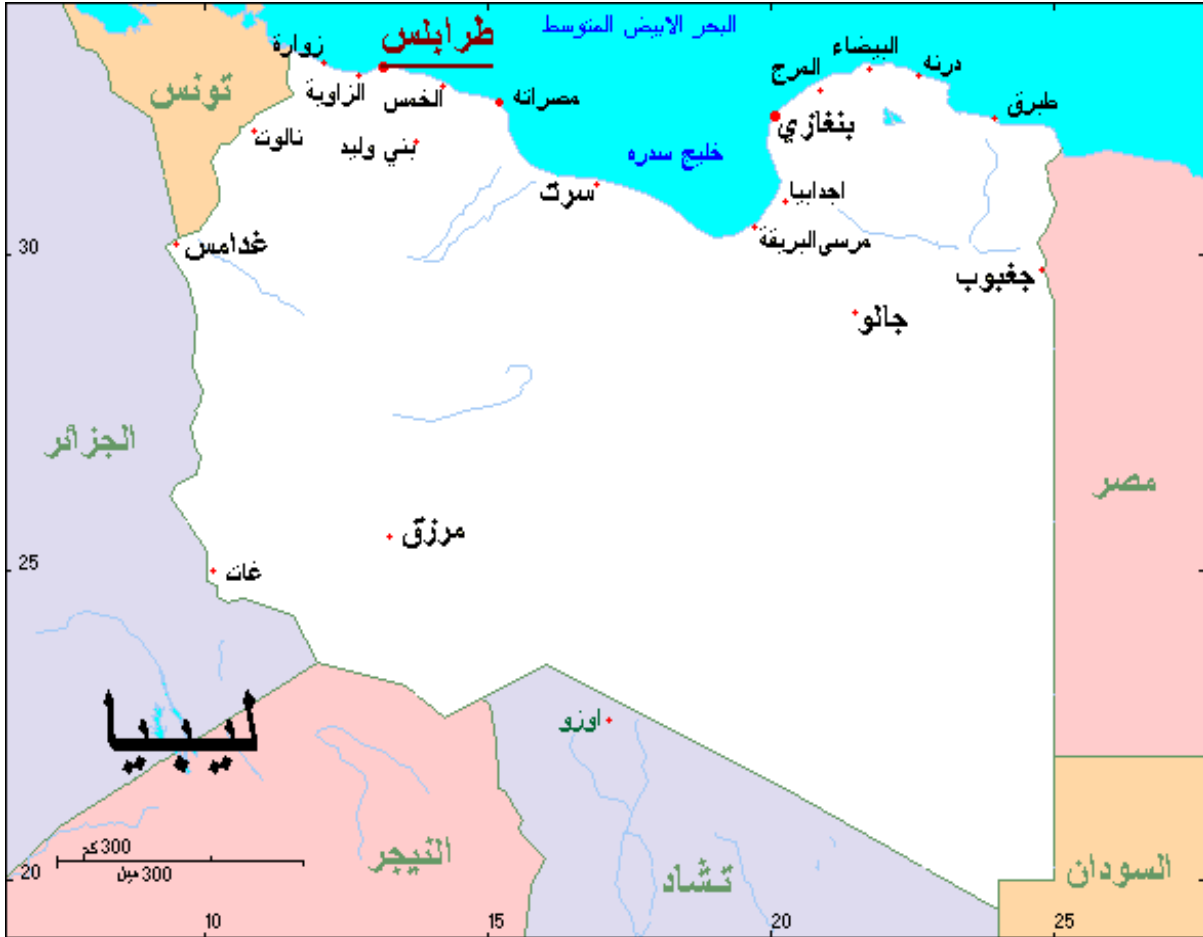 البحر الابيض المتوسط
طرابلس
زوارة
الزاوية
الخمس
مصراته
البيضاء
المرج
درنه
طبرق
بنغازي
تونس
نالوت
بني وليد
خليج سدره
سرت
اجدابيا
مرسى البريقة
غدامس
30
جغبوب
جالو
الجزائر
مصر
مرزق
غات
25
ليبيا
اوزو
300 كم
300 ميل
النيجر
تشاد
السودان
20
10
15
20
25